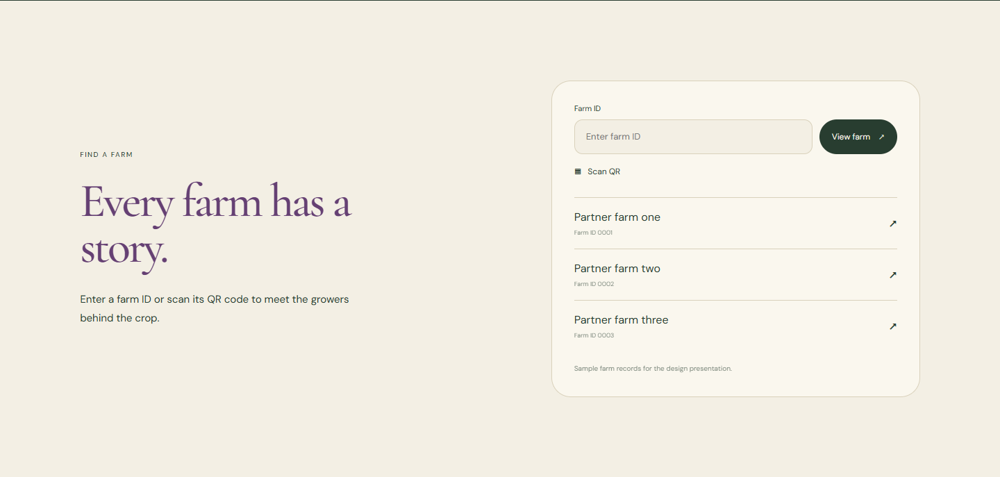 FIND A FARM
Every farm has a
story.
Enter a farm ID or scan its QR code to meet the growers
behind the crop.
Farm ID
Enter farm ID
View farm ↗
Scan QR
Partner farm one
Farm ID 0001
↗
Partner farm two
Farm ID 0002
↗
Partner farm three
Farm ID 0003
↗
Sample farm records for the design presentation.